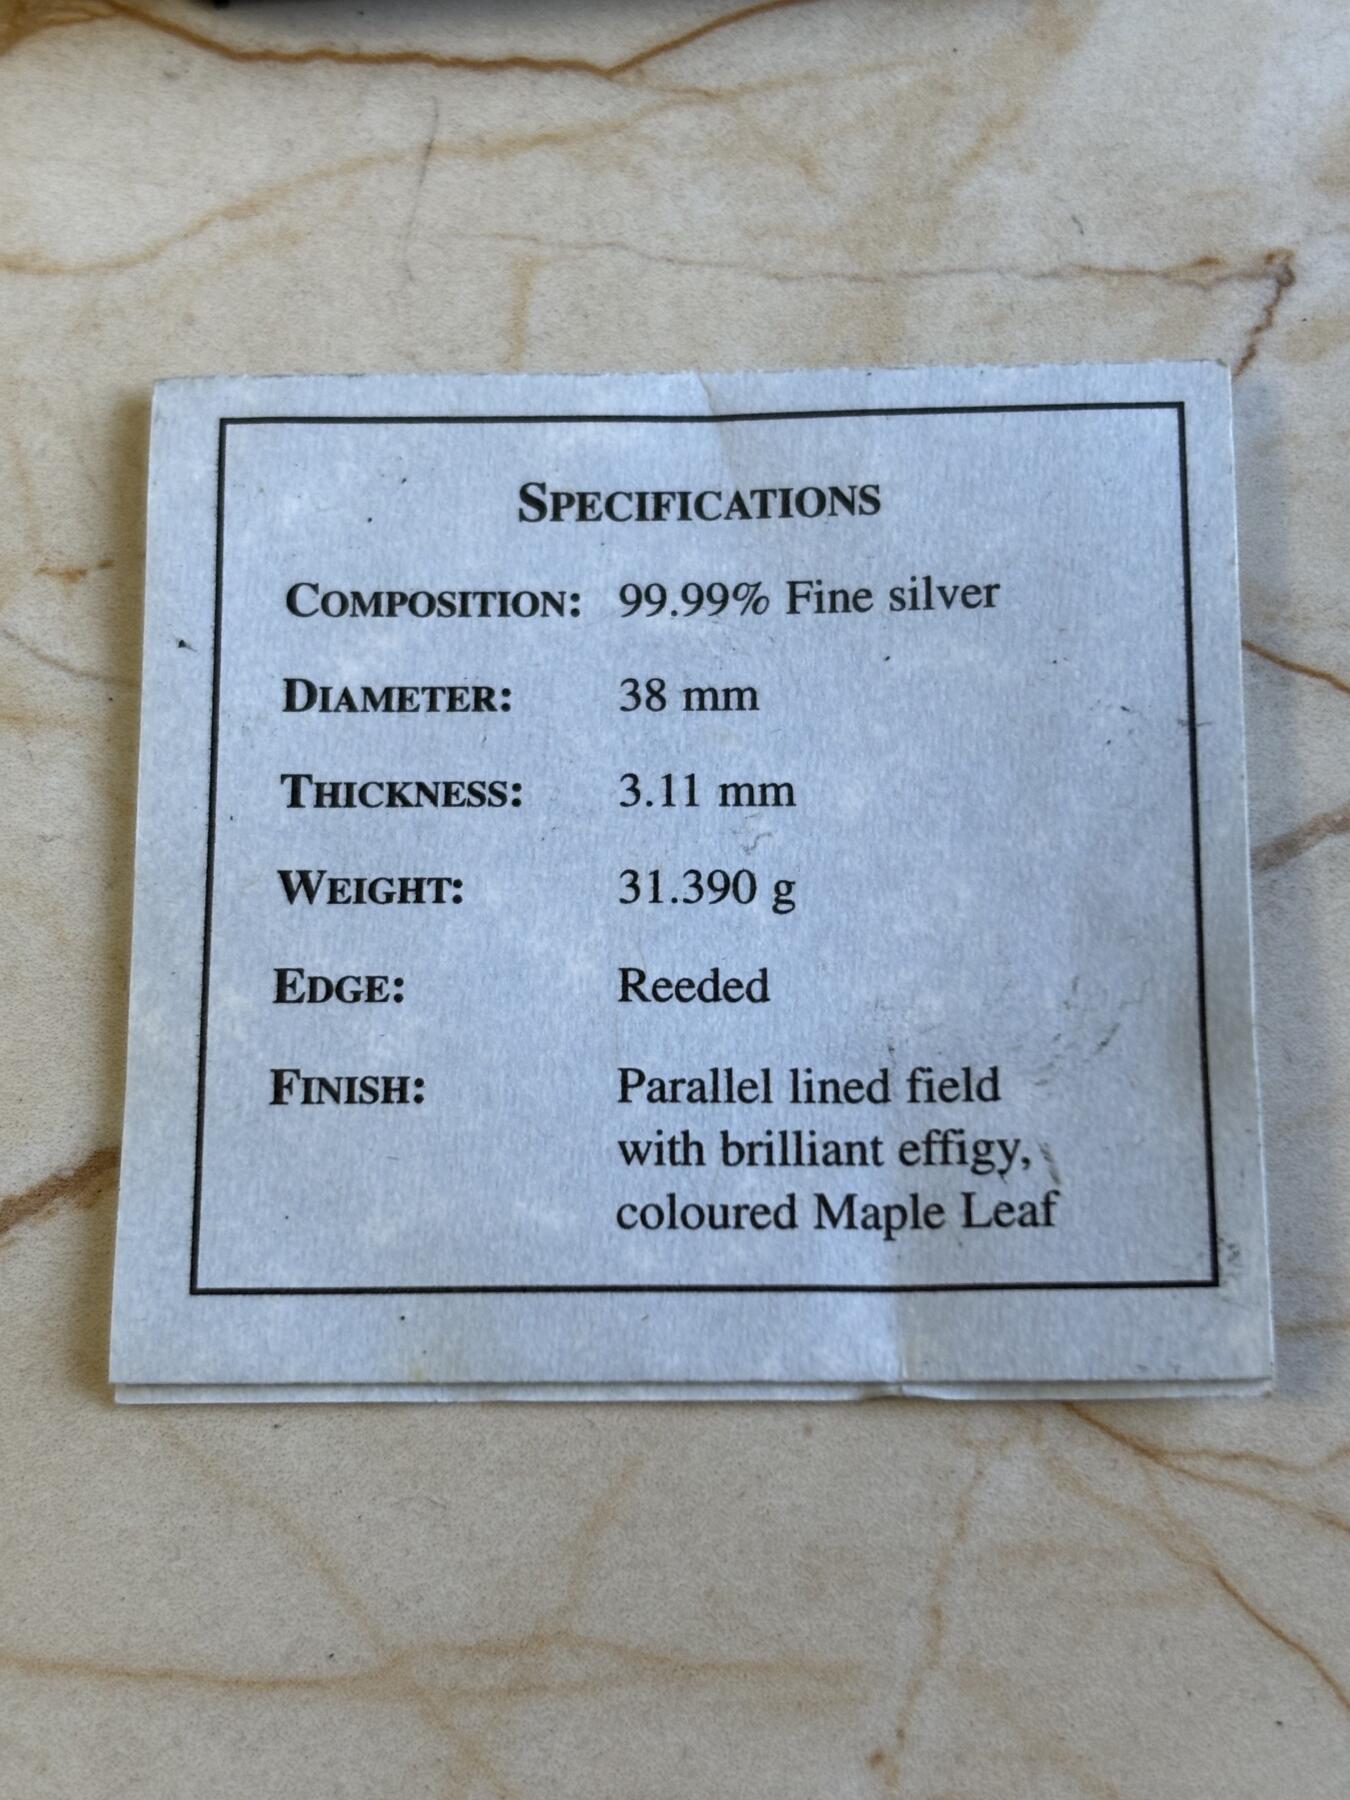 SPECIFICATIONS
COMPOSITION: 99.99% Fine silver
DIAMETER: 38 mm
THICKNESS: 3.11 mm
WEIGHT: 31.390 g
EDGE: Reeded
FINISH: Parallel lined field
with brilliant effigy,
coloured Maple Leaf